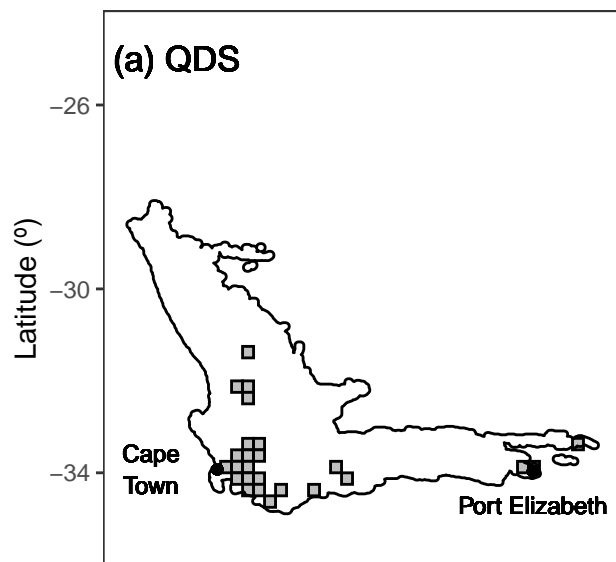 (a) QDS
−26
Latitude (º)
−30
Cape
Town
−34
Port Elizabeth